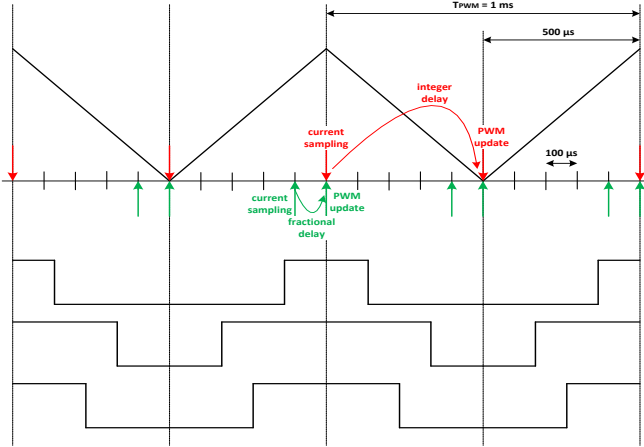 TPWM = 1 ms
500 µs
integer
delay
current
sampling
PWM
update
100 µs
current
sampling
PWM
update
fractional
delay